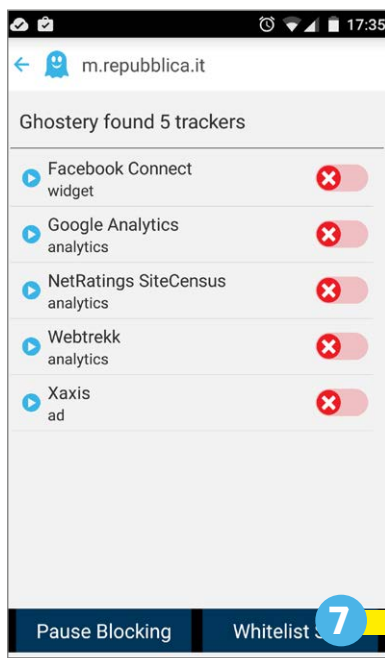 17:35
m.repubblica.it
Ghostery found 5 trackers
Facebook Connect
widget
Google Analytics
analytics
NetRatings SiteCensus
analytics
Webtrekk
analytics
Xaxis
ad
Pause Blocking
Whitelist
7